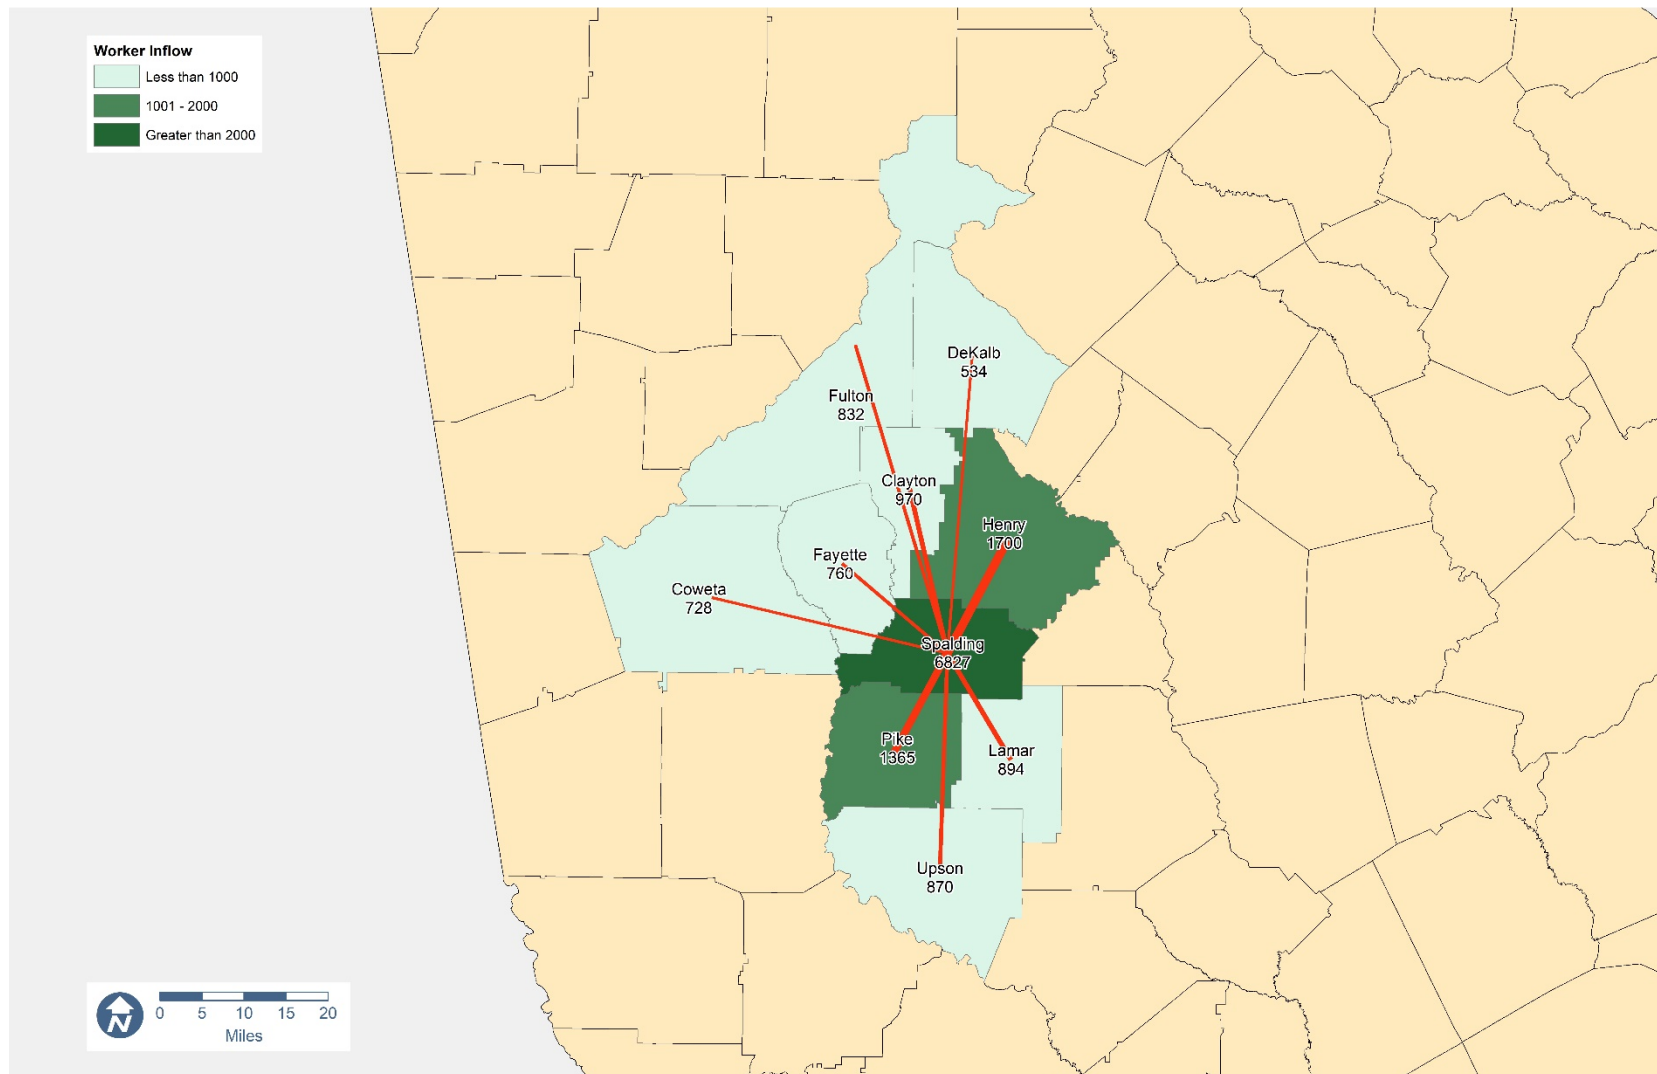 Worker Inflow
Less than 1000
1001 - 2000
Greater than 2000
DeKalb
534
Fulton
832
Clayton
970
Henry
1700
Fayette
760
Coweta
728
Spalding
6827
Pike
1365
Lamar
894
Upson
870
N
0 5 10 15 20
Miles